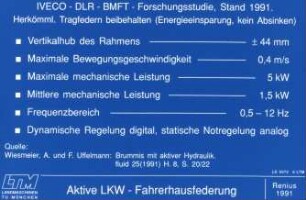 IVECO - DLR - BMFT - Forschungsstudie, Stand 1991.
Herkömml. Tragfedern beibehalten (Energieeinsparung, kein Absinken)
Vertikalhub des Rahmens ± 44 mm
Maximale Bewegungsgeschwindigkeit 0,4 m/s
Maximale mechanische Leistung 5 kW
Mittlere mechanische Leistung 1,5 kW
Frequenzbereich 0,5 – 12 Hz
Dynamische Regelung digital, statische Notregelung analog
Quelle:
Wiesmeier, A. und F. Uffelmann: Brummis mit aktiver Hydraulik.
fluid 25(1991) H. 8, S. 20/22
LTM
LANDMASCHINEN
TU MÜNCHEN
Aktive LKW - Fahrerhausfederung
Renius
1991